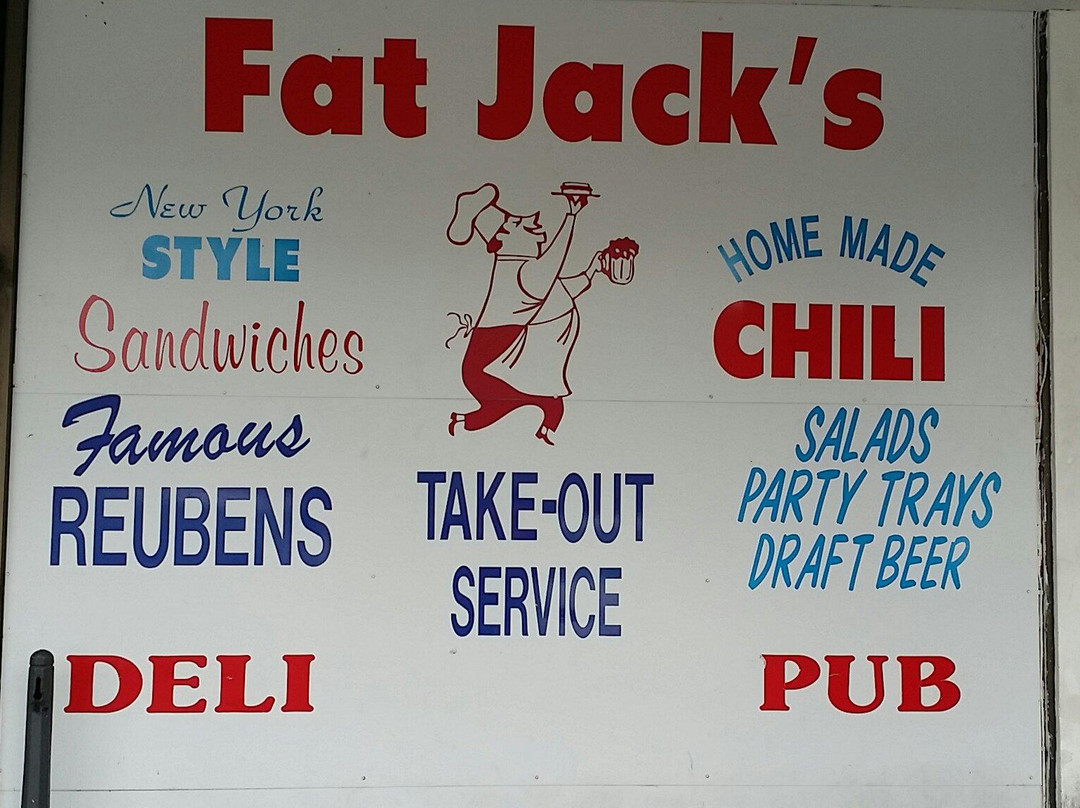 Fat Jack's
New York
STYLE
Sandwiches
Famous
REUBENS
DELI
TAKE-OUT
SERVICE
HOME MADE
CHILI
SALADS
PARTY TRAYS
DRAFT BEER
PUB